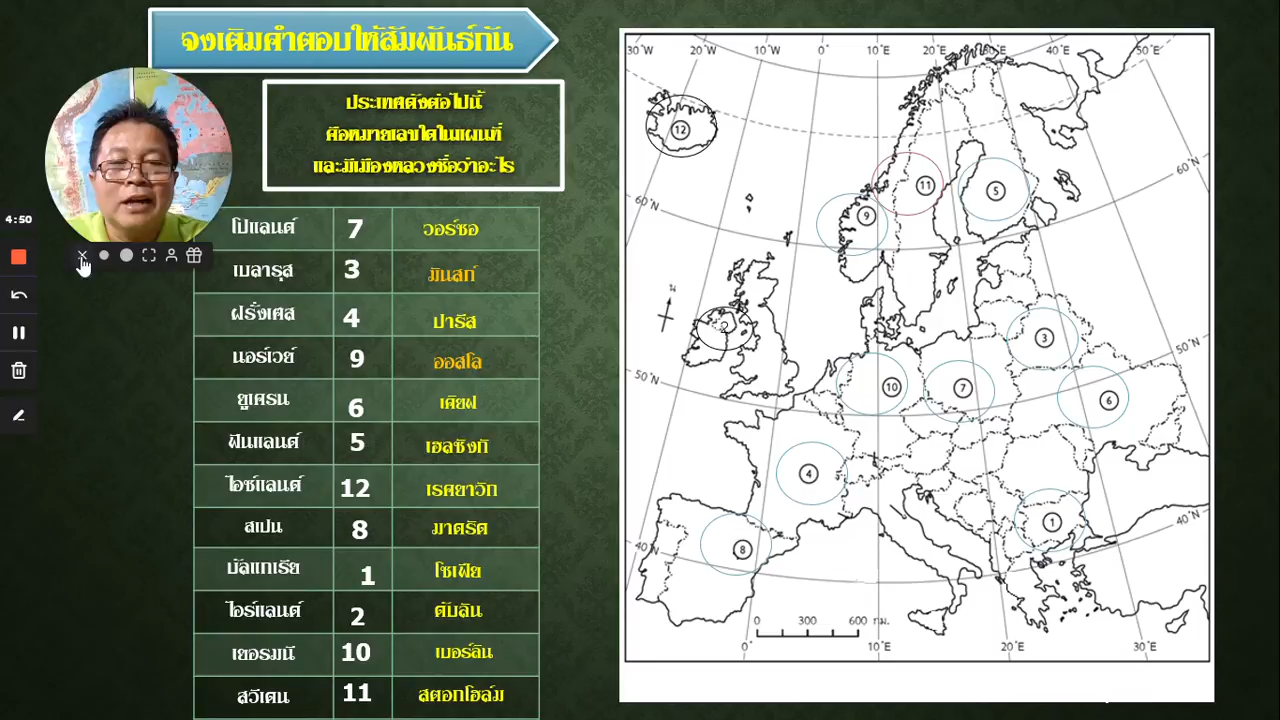 จงเติมคำตอบให้สัมพันธ์กัน
ประเทศดังต่อไปนี้
คือหมายเลขใดในแผนที่
และมีเมืองหลวงชื่อว่าอะไร
4:50
โปแลนด์ 7 วอร์ซอ
เบลารุส 3 มินสก์
ฝรั่งเศส 4 ปารีส
นอร์เวย์ 9 ออสโล
ยูเครน 6 เคียฟ
ฟินแลนด์ 5 เฮลซิงกิ
ไอซ์แลนด์ 12 เรคยาวิก
สเปน 8 มาดริด
บัลแกเรีย 1 โซเฟีย
ไอร์แลนด์ 2 ดับลิน
เยอรมนี 10 เบอร์ลิน
สวีเดน 11 สตอกโฮล์ม
30°W 20°W 10°W 0° 10°E 20°E 30°E 40°E 50°E
12
11
5
9
60°N 60°N
น
2
3
50°N 50°N
10
7
6
4
1
8
40°N 40°N
0 300 600 กม.
0° 10°E 20°E 30°E